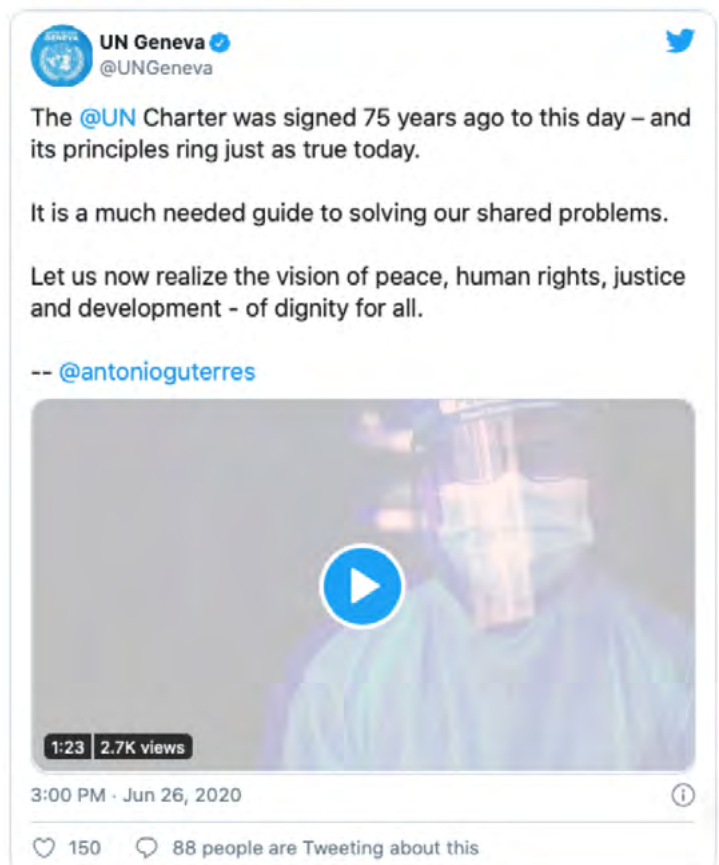 UN Geneva
@UNGeneva
The @UN Charter was signed 75 years ago to this day – and
its principles ring just as true today.
It is a much needed guide to solving our shared problems.
Let us now realize the vision of peace, human rights, justice
and development - of dignity for all.
-- @antonioguterres
1:23 2.7K views
3:00 PM · Jun 26, 2020
150 88 people are Tweeting about this